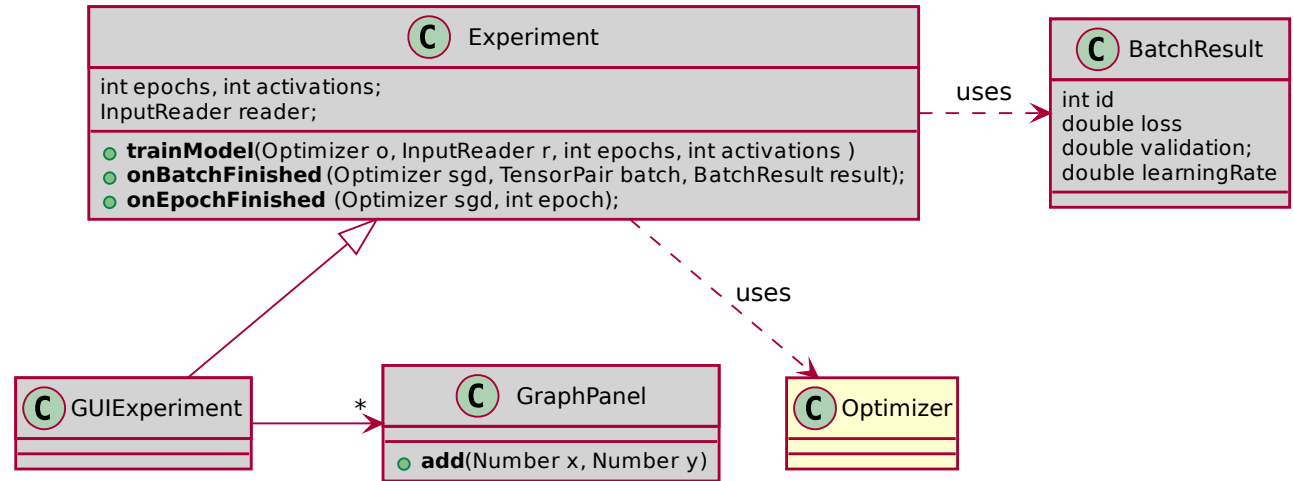 C Experiment
int epochs, int activations;
InputReader reader;
trainModel(Optimizer o, InputReader r, int epochs, int activations )
onBatchFinished (Optimizer sgd, TensorPair batch, BatchResult result);
onEpochFinished (Optimizer sgd, int epoch);
uses
C BatchResult
int id
double loss
double validation;
double learningRate
uses
C GUIExperiment
*
C GraphPanel
add(Number x, Number y)
C Optimizer